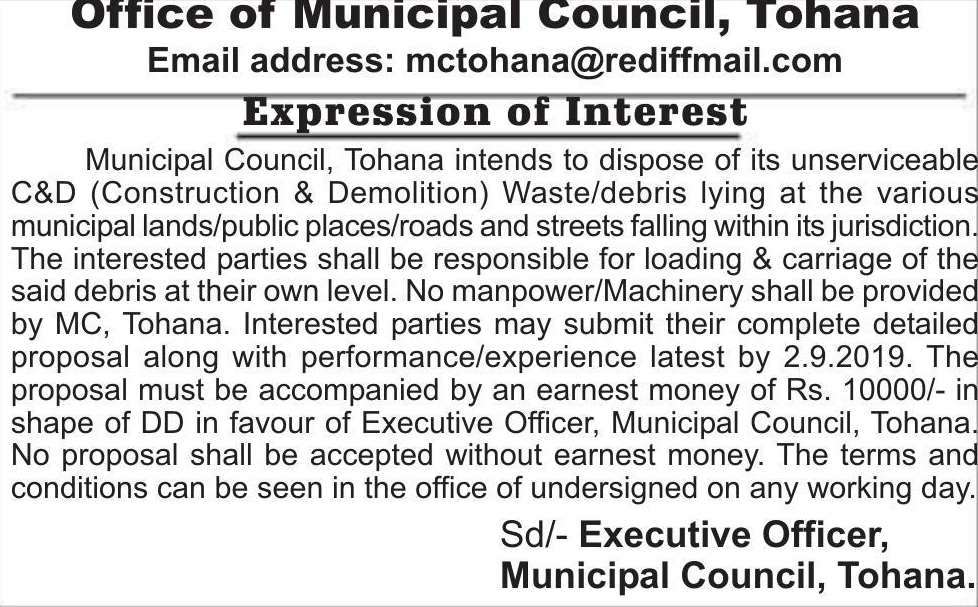 Office of Municipal Council, Tohana
Email address: mctohana@rediffmail.com
Expression of Interest
Municipal Council, Tohana intends to dispose of its unserviceable
C&D (Construction & Demolition) Waste/debris lying at the various
municipal lands/public places/roads and streets falling within its jurisdiction.
The interested parties shall be responsible for loading & carriage of the
said debris at their own level. No manpower/Machinery shall be provided
by MC, Tohana. Interested parties may submit their complete detailed
proposal along with performance/experience latest by 2.9.2019. The
proposal must be accompanied by an earnest money of Rs. 10000/- in
shape of DD in favour of Executive Officer, Municipal Council, Tohana.
No proposal shall be accepted without earnest money. The terms and
conditions can be seen in the office of undersigned on any working day.
Sd/- Executive Officer,
Municipal Council, Tohana.